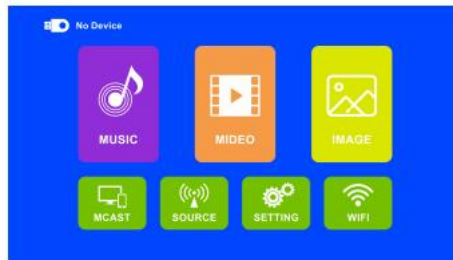 No Device
MUSIC
MIDEO
IMAGE
MCAST
SOURCE
SETTING
WIFI